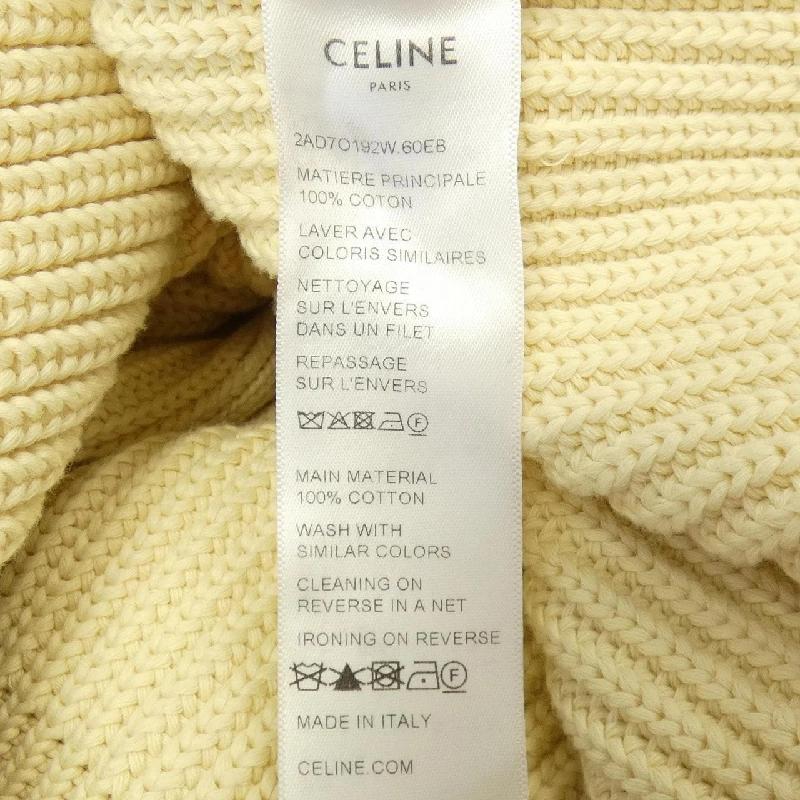 CELINE
PARIS
2AD7O192W.60EB
MATIERE PRINCIPALE
100% COTON
LAVER AVEC
COLORIS SIMILAIRES
NETTOYAGE
SUR L'ENVERS
DANS UN FILET
REPASSAGE
SUR L'ENVERS
F
MAIN MATERIAL
100% COTTON
WASH WITH
SIMILAR COLORS
CLEANING ON
REVERSE IN A NET
IRONING ON REVERSE
F
MADE IN ITALY
CELINE.COM